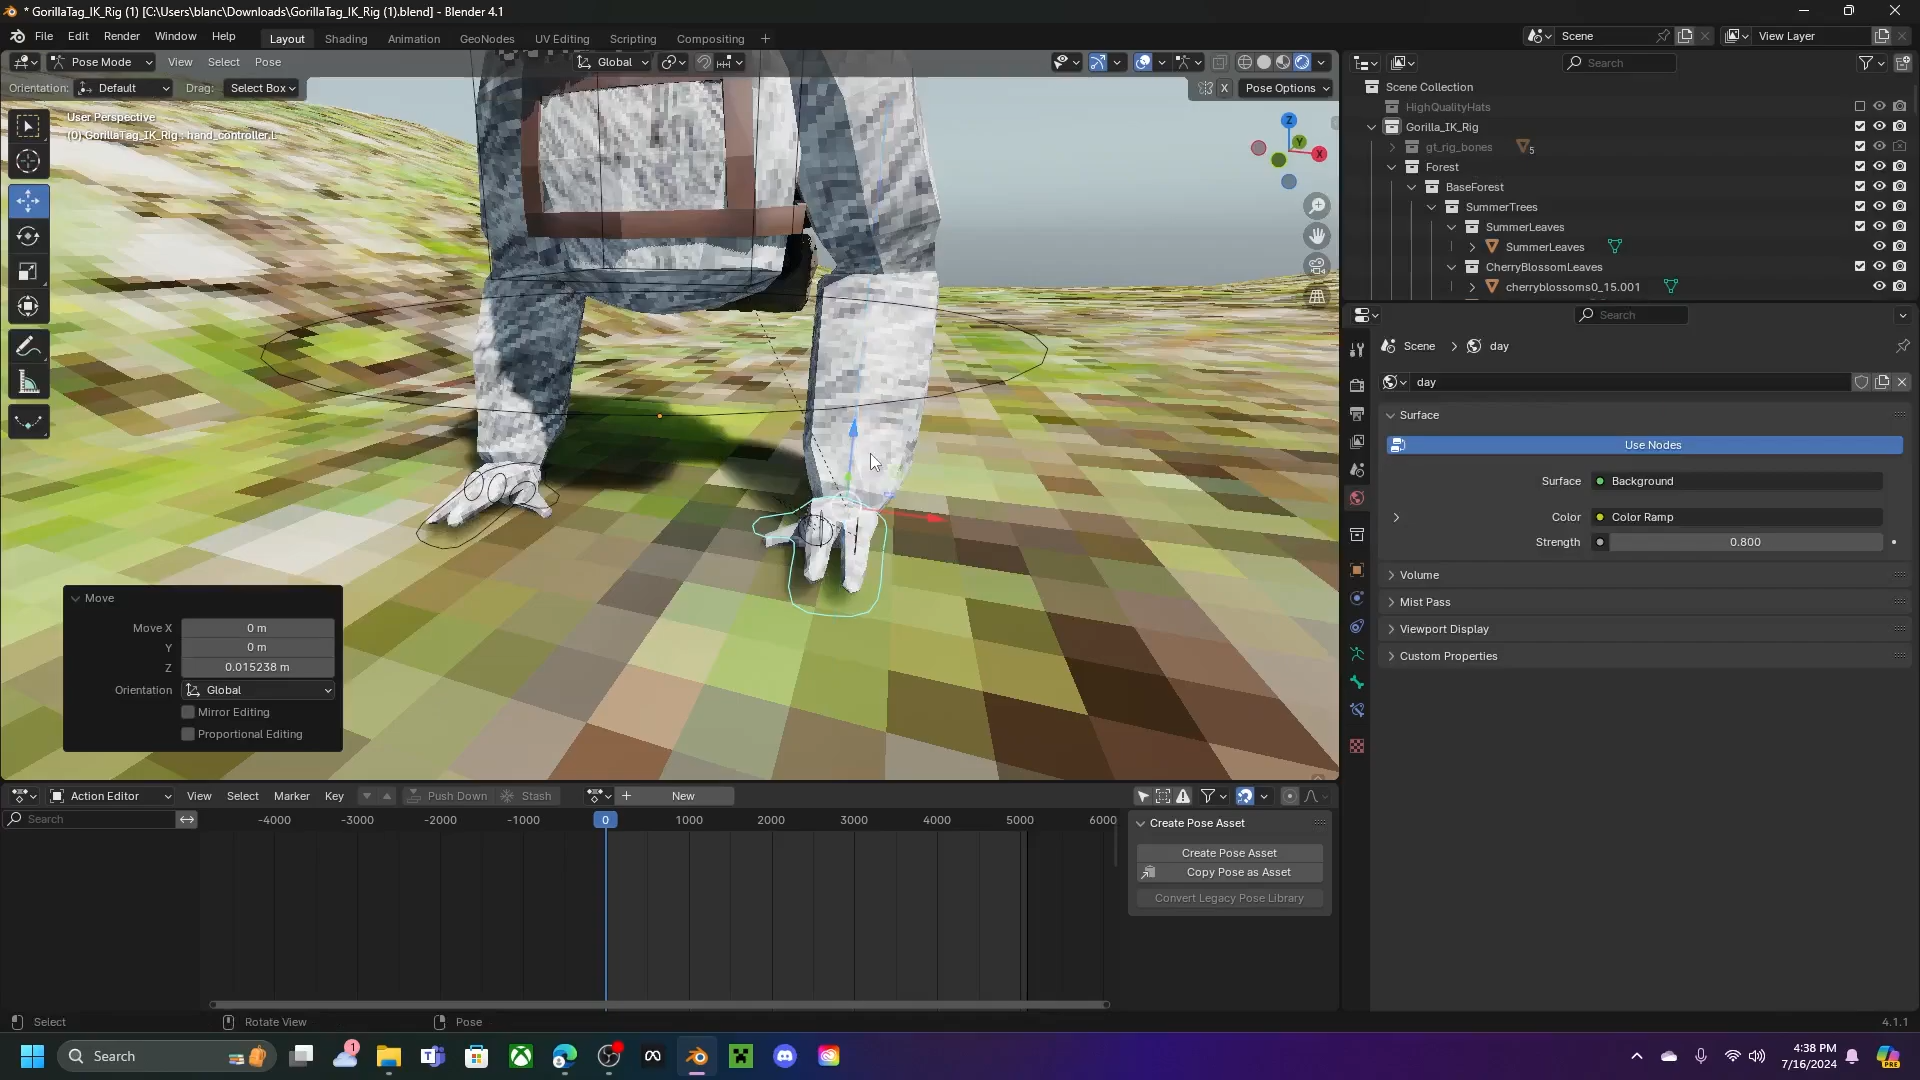 * GorillaTag_IK_Rig (1) [C:\Users\blanc\Downloads\GorillaTag_IK_Rig (1).blend] - Blender 4.1
File Edit Render Window Help
Layout Shading Animation GeoNodes UV Editing Scripting Compositing +
Scene
View Layer
Pose Mode View Select Pose
Global
Orientation: Default Drag: Select Box
X Pose Options
User Perspective
(0) GorillaTag_IK_Rig : hand_controller.L
Z
Y
X
Search
Scene Collection
HighQualityHats
Gorilla_IK_Rig
gt_rig_bones 5
Forest
BaseForest
SummerTrees
SummerLeaves
SummerLeaves
CherryBlossomLeaves
cherryblossoms0_15.001
Search
Scene > day
day
Surface
Use Nodes
Surface Background
Color Color Ramp
Strength 0.800
Volume
Mist Pass
Viewport Display
Custom Properties
Move
Move X 0 m
Y 0 m
Z 0.015238 m
Orientation Global
Mirror Editing
Proportional Editing
Action Editor View Select Marker Key Push Down Stash + New
Search
-4000 -3000 -2000 -1000 0 1000 2000 3000 4000 5000 6000
Create Pose Asset
Create Pose Asset
Copy Pose as Asset
Convert Legacy Pose Library
Select Rotate View Pose
4.1.1
Search
1
4:38 PM
7/16/2024
PRE